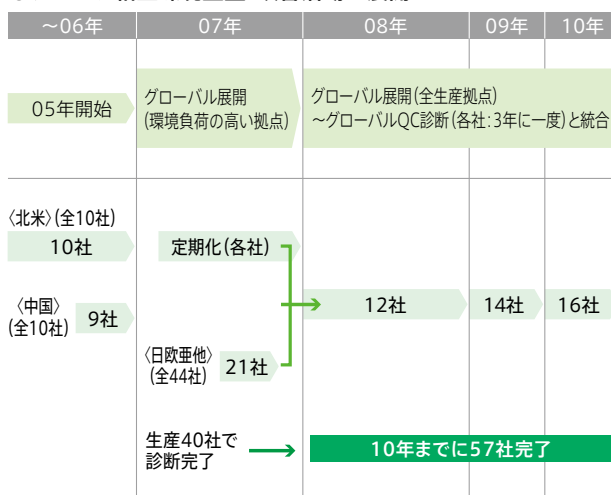 ～06年
07年
08年
09年
10年
05年開始
グローバル展開
(環境負荷の高い拠点)
グローバル展開(全生産拠点)
～グローバルQC診断(各社:3年に一度)と統合
〈北米〉(全10社)
10社
定期化(各社)
〈中国〉
(全10社)
9社
12社
14社
16社
〈日欧亜他〉
(全44社)
21社
生産40社で
診断完了
10年までに57社完了